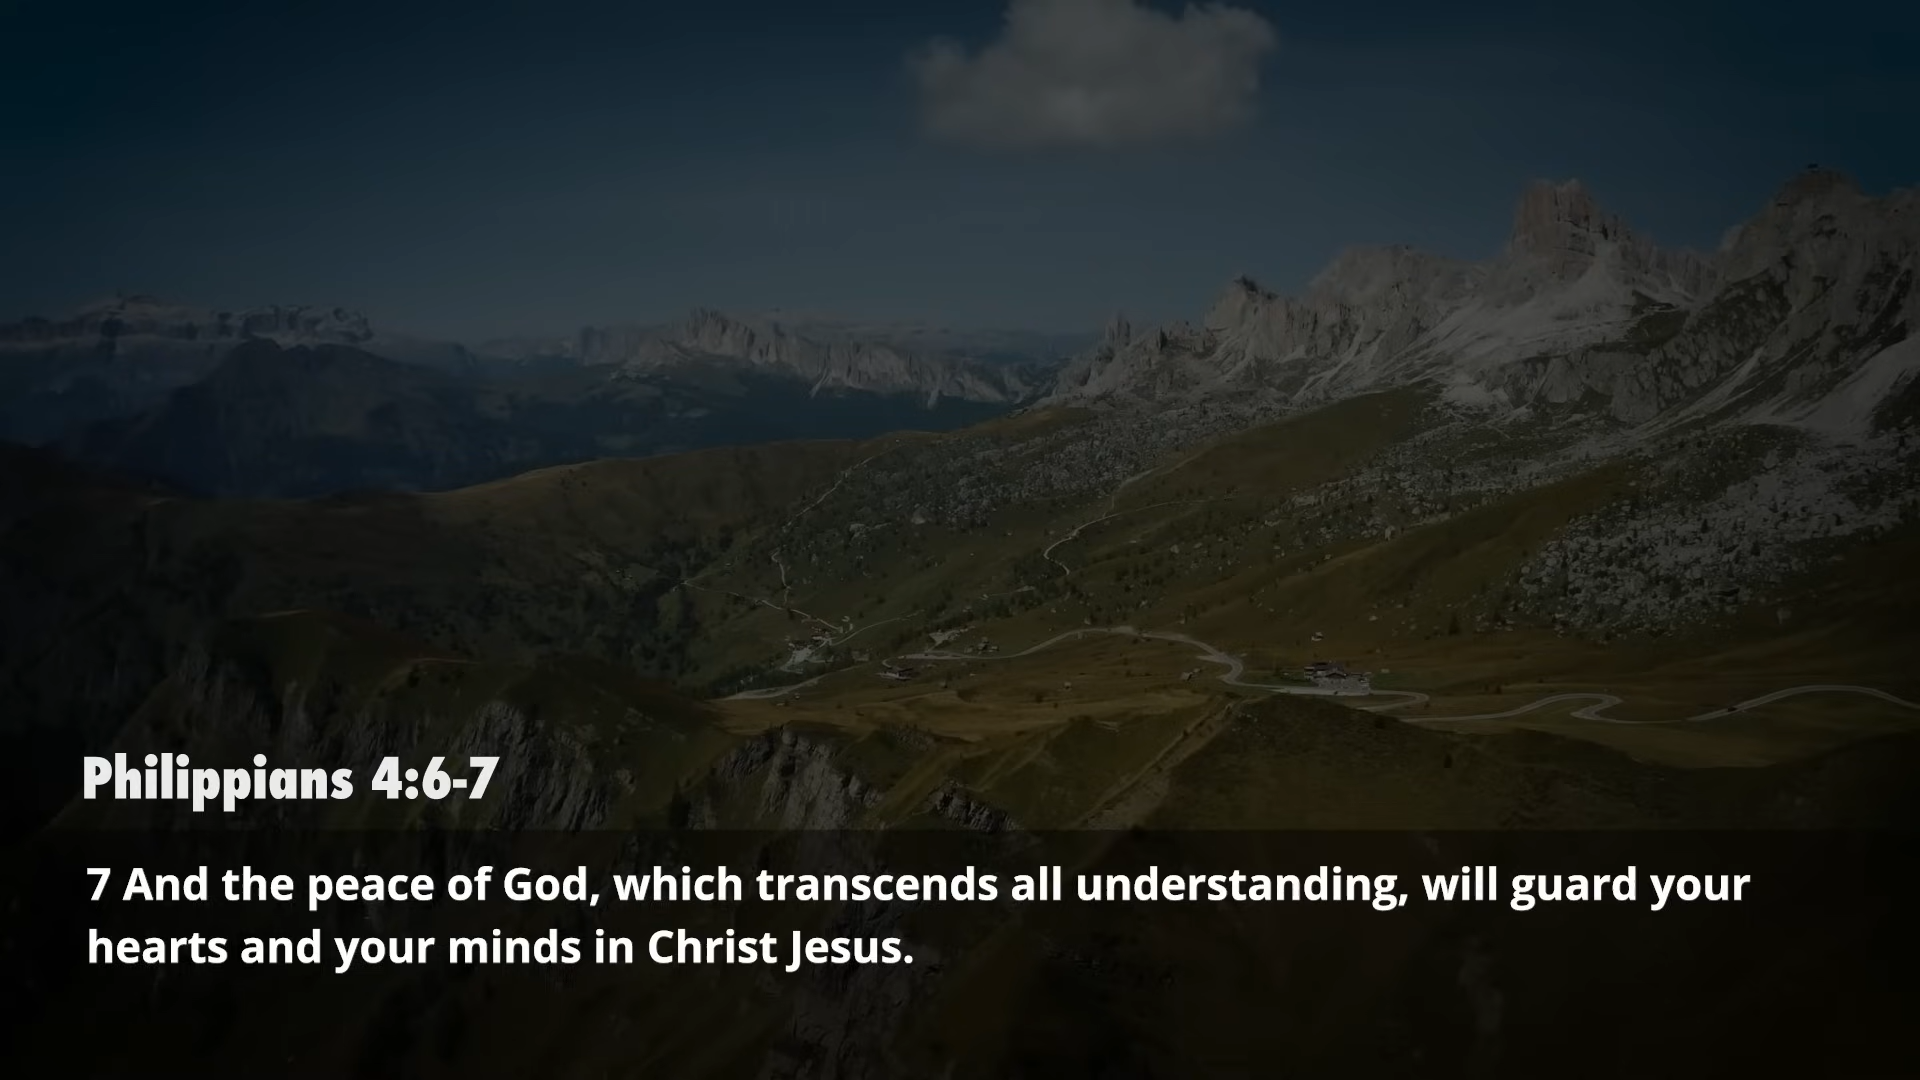 Philippians 4:6-7
7 And the peace of God, which transcends all understanding, will guard your
hearts and your minds in Christ Jesus.